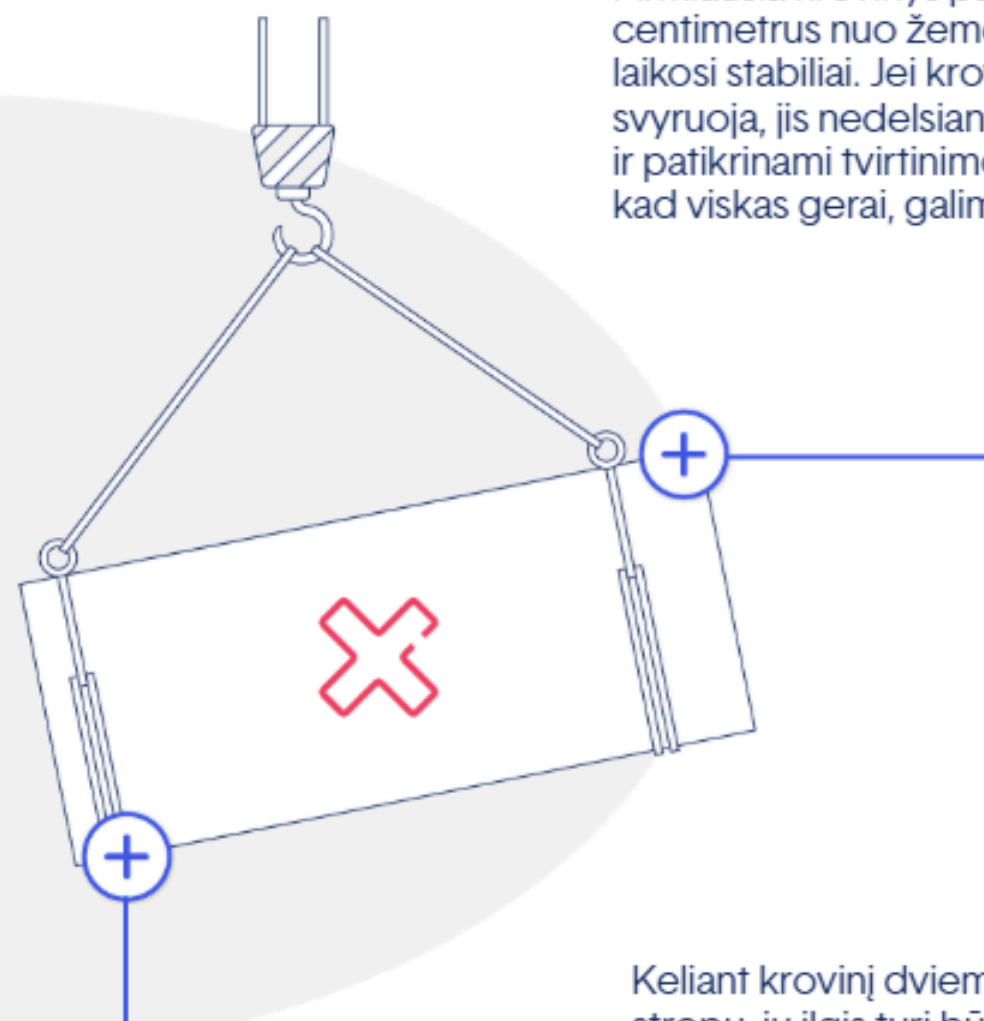 centimetrus nuo žem
laikosi stabiliai. Jei kro
svyruoja, jis nedelsian
ir patikrinami tvirtinim
kad viskas gerai, galim
Keliant krovinį dviem